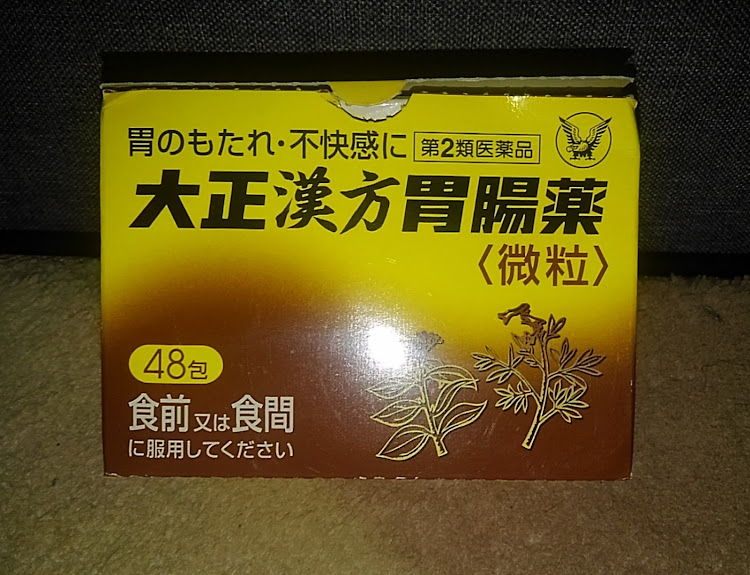 胃のもたれ・不快感に 第2類医薬品
大正漢方胃腸薬
〈微粒〉
48包
食前又は食間
に服用してください